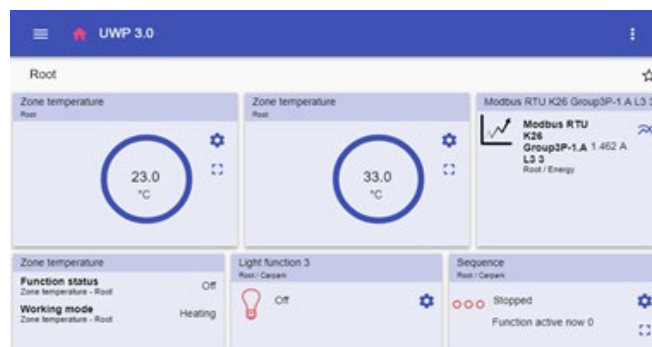 UWP 3.0
Root
Zone temperature
Root
23.0
°C
Zone temperature
Root
33.0
°C
Modbus RTU K26 Group3P-1.A L3 3
Modbus RTU
K26
Group3P-1.A 1.462 A
L3 3
Root / Energy
Zone temperature
Function status Off
Zone temperature - Root
Working mode Heating
Zone temperature - Root
Light function 3
Root / Carpark
Off
Sequence
Root / Carpark
Stopped
Function active now 0